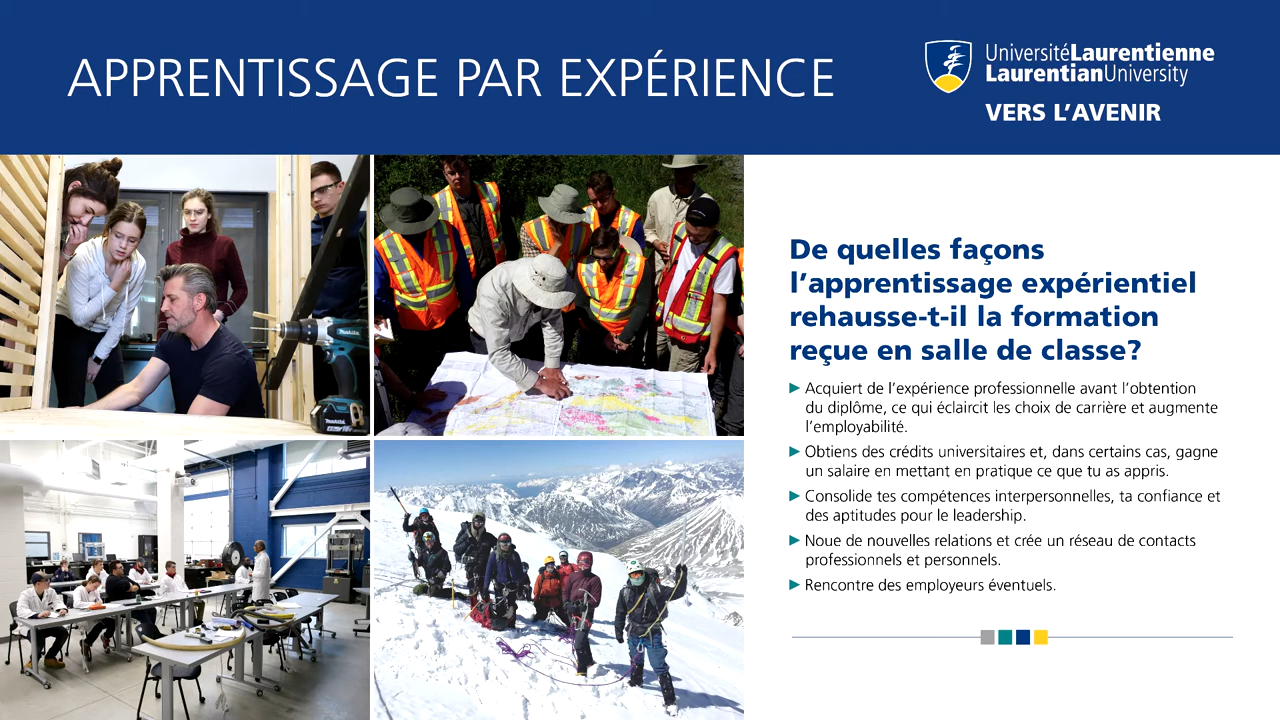 APPRENTISSAGE PAR EXPÉRIENCE
UniversitéLaurentienne
LaurentianUniversity
VERS L'AVENIR
De quelles façons
l'apprentissage expérientiel
rehausse-t-il la formation
reçue en salle de classe?
► Acquiert de l'expérience professionnelle avant l'obtention
du diplôme, ce qui éclaircit les choix de carrière et augmente
l'employabilité.
► Obtiens des crédits universitaires et, dans certains cas, gagne
un salaire en mettant en pratique ce que tu as appris.
► Consolide tes compétences interpersonnelles, ta confiance et
des aptitudes pour le leadership.
► Noue de nouvelles relations et crée un réseau de contacts
professionnels et personnels.
► Rencontre des employeurs éventuels.
makita
makita